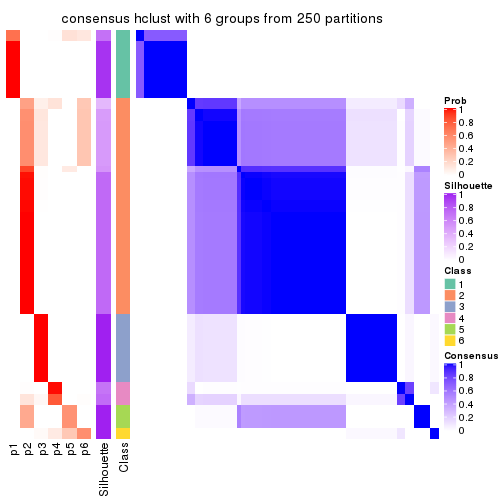 consensus hclust with 6 groups from 250 partitions
Prob
1
0.8
0.6
0.4
0.2
0
Silhouette
1
0.8
0.6
0.4
0.2
0
Class
1
2
3
4
5
6
Consensus
1
0.8
0.6
0.4
0.2
0
p1
p2
p3
p4
p5
p6
Silhouette
Class